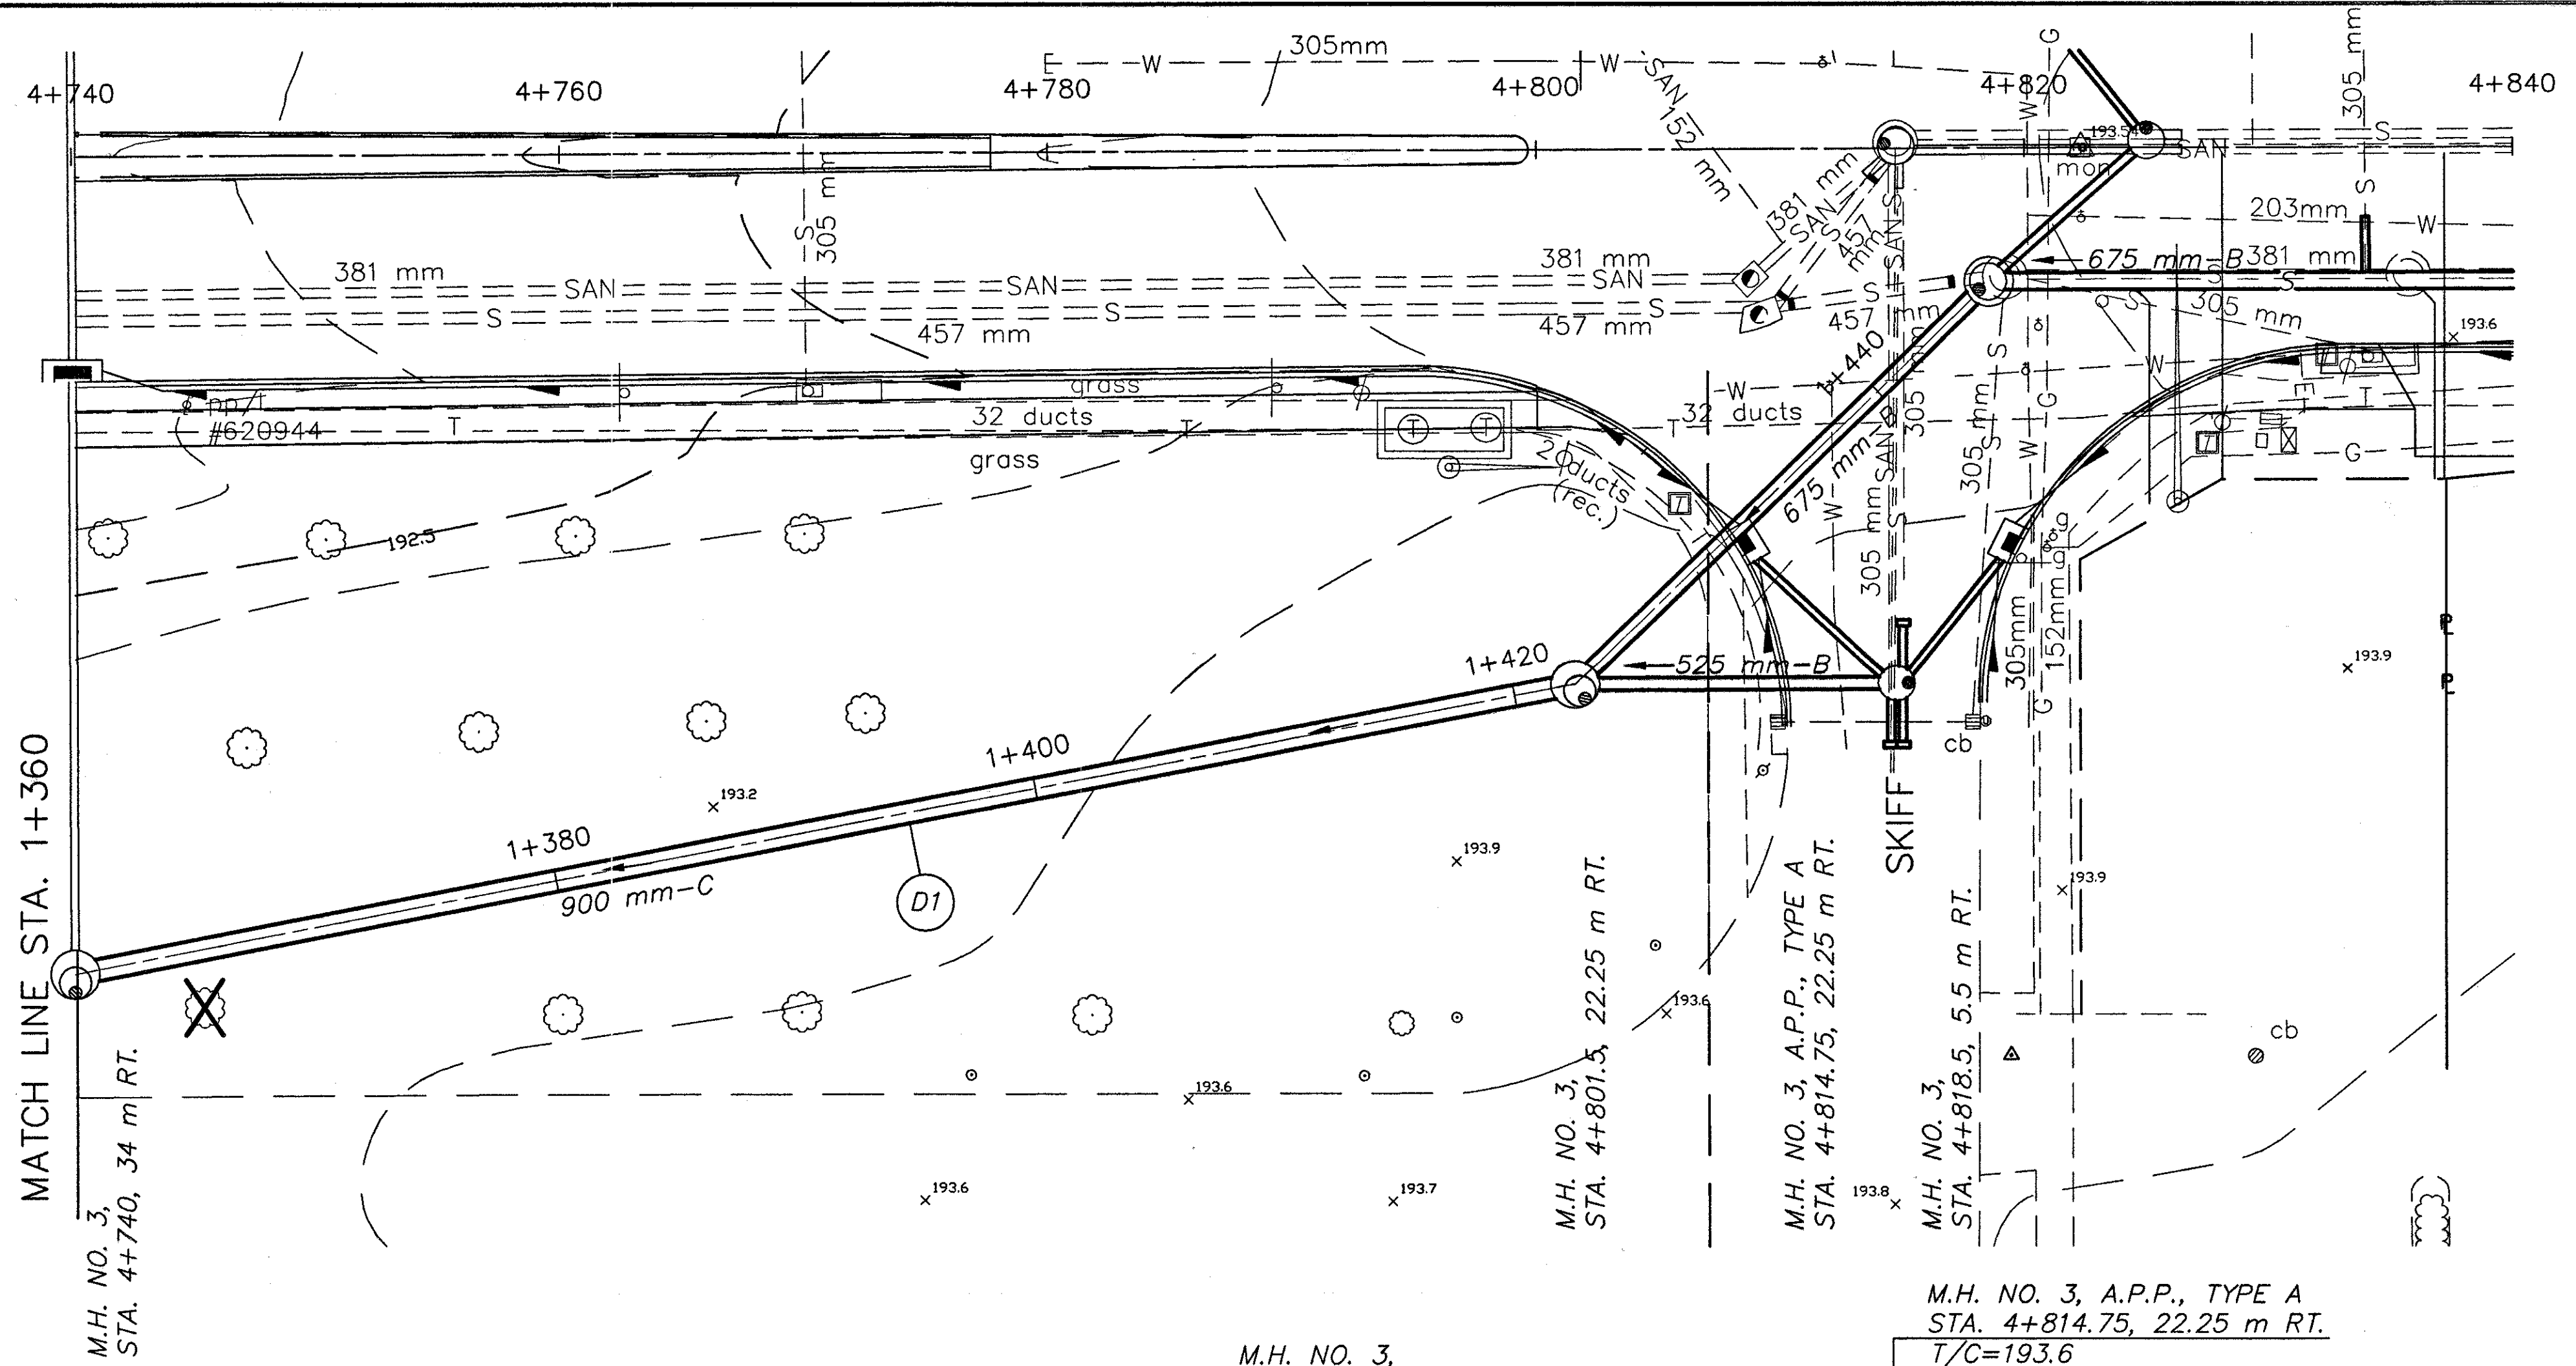 305mm
E
W
W
G
4+740
4+760
4+780
4+800
4+820
4+840
305 mm
SAN
152 mm
W
193.54
mon
SAN
S
S
203mm
W
S
305 mm
381 mm
SAN
S
457 mm
SAN
S
381 mm
SAN
SAN
381 mm
SAN
675 mm-B
381 mm
S
S
S
457 mm
S
457 mm
S
S
457 mm
305 mm
193.6
1+440
grass
hp/t
#620944
T
32 ducts
T
grass
T
T
W
32 ducts
T
W
G
T
T
G
20 ducts
(rec.)
T
675 mm-B
305 mm
SAN
S
305 mm
S
W
W
305 mm
192.5
g
g
305mm
152mm
G
1+420
525 mm-B
193.9
P
P
cb
1+400
SKIFF
193.2
1+380
900 mm-C
D1
193.9
193.9
193.6
cb
193.6
193.6
193.7
193.8
MATCH LINE STA. 1+360
M.H. NO. 3,
STA. 4+740, 34 m RT.
M.H. NO. 3,
STA. 4+801.5, 22.25 m RT.
M.H. NO. 3, A.P.P., TYPE A
STA. 4+814.75, 22.25 m RT.
M.H. NO. 3,
STA. 4+818.5, 5.5 m RT.
M.H. NO. 3,
M.H. NO. 3, A.P.P., TYPE A
STA. 4+814.75, 22.25 m RT.
T/C=193.6